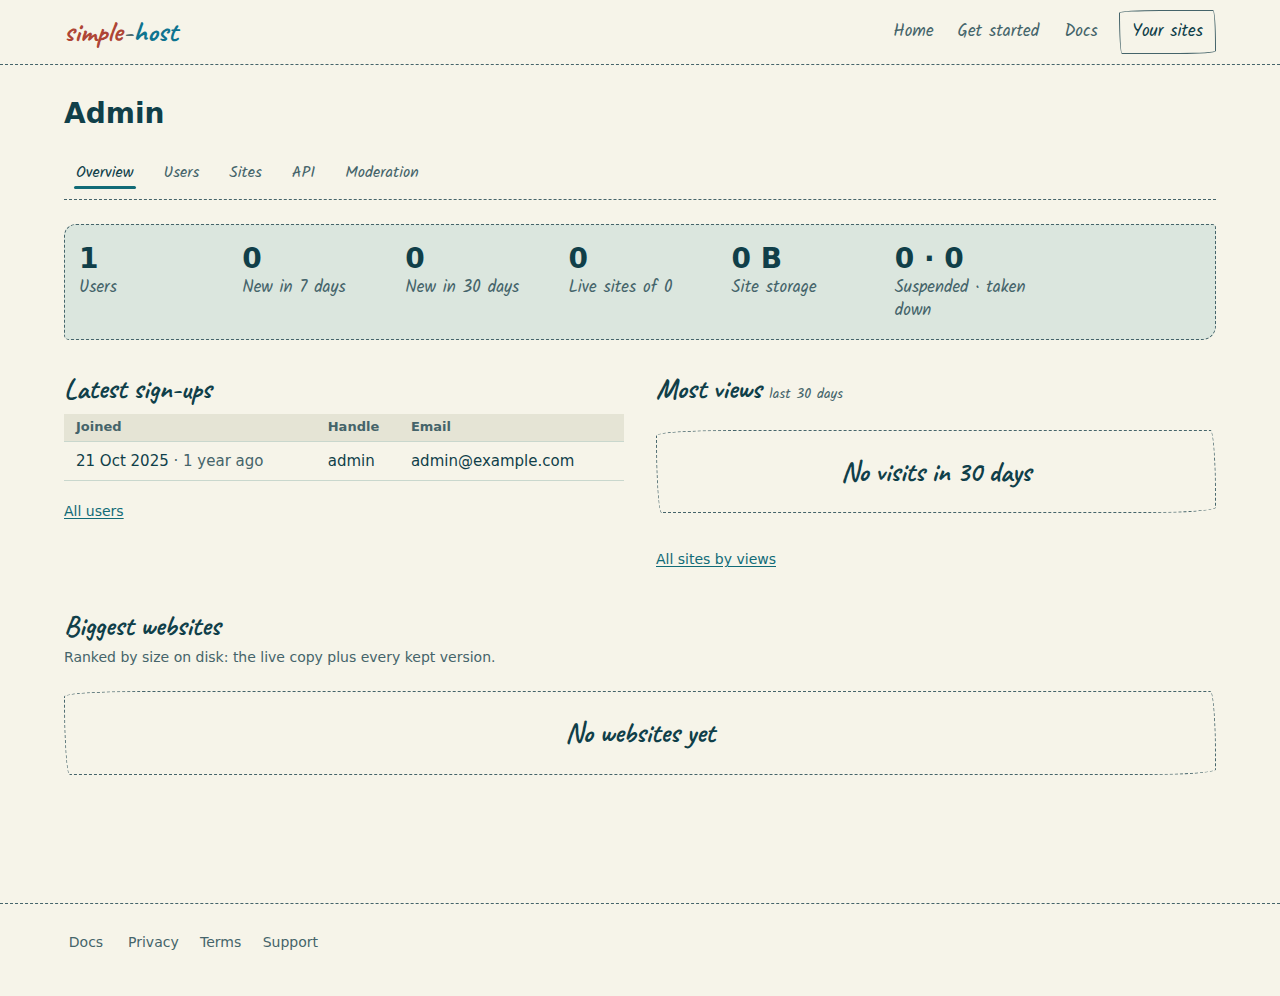 simple-host
Home Get started Docs Your sites
Admin
Overview Users Sites API Moderation
1 0 0 0 0 B 0 · 0
Users New in 7 days New in 30 days Live sites of 0 Site storage Suspended · taken
down
Latest sign-ups
Joined Handle Email
21 Oct 2025 · 1 year ago admin admin@example.com
All users
Most views last 30 days
No visits in 30 days
All sites by views
Biggest websites
Ranked by size on disk: the live copy plus every kept version.
No websites yet
Docs Privacy Terms Support